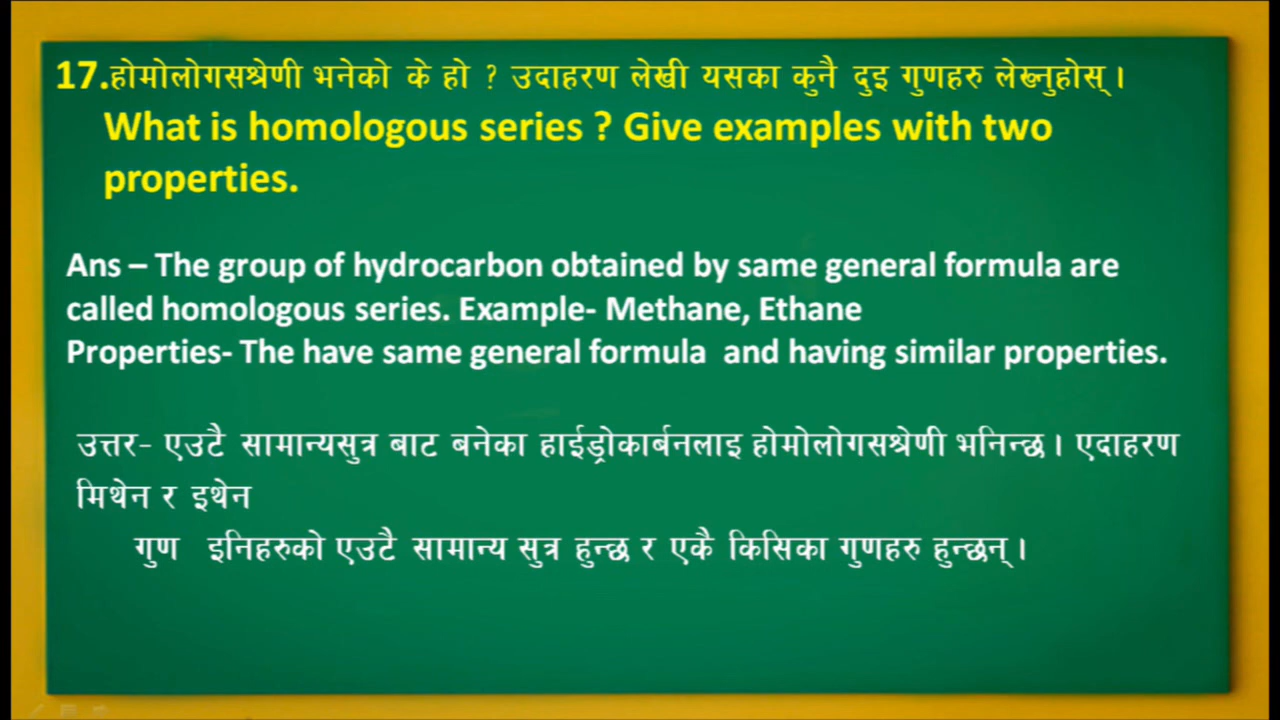 17.होमोलोगसश्रेणी भनेको के हो ? उदाहरण लेखी यसका कुनै दुइ गुणहरु लेख्नुहोस् ।
What is homologous series ? Give examples with two
properties.
Ans – The group of hydrocarbon obtained by same general formula are
called homologous series. Example- Methane, Ethane
Properties- The have same general formula and having similar properties.
उत्तर- एउटै सामान्यसुत्र बाट बनेका हाईड्रोकार्बनलाइ होमोलोगसश्रेणी भनिन्छ । एदाहरण
मिथेन र इथेन
गुण इनिहरुको एउटै सामान्य सुत्र हुन्छ र एकै किसिका गुणहरु हुन्छन् ।